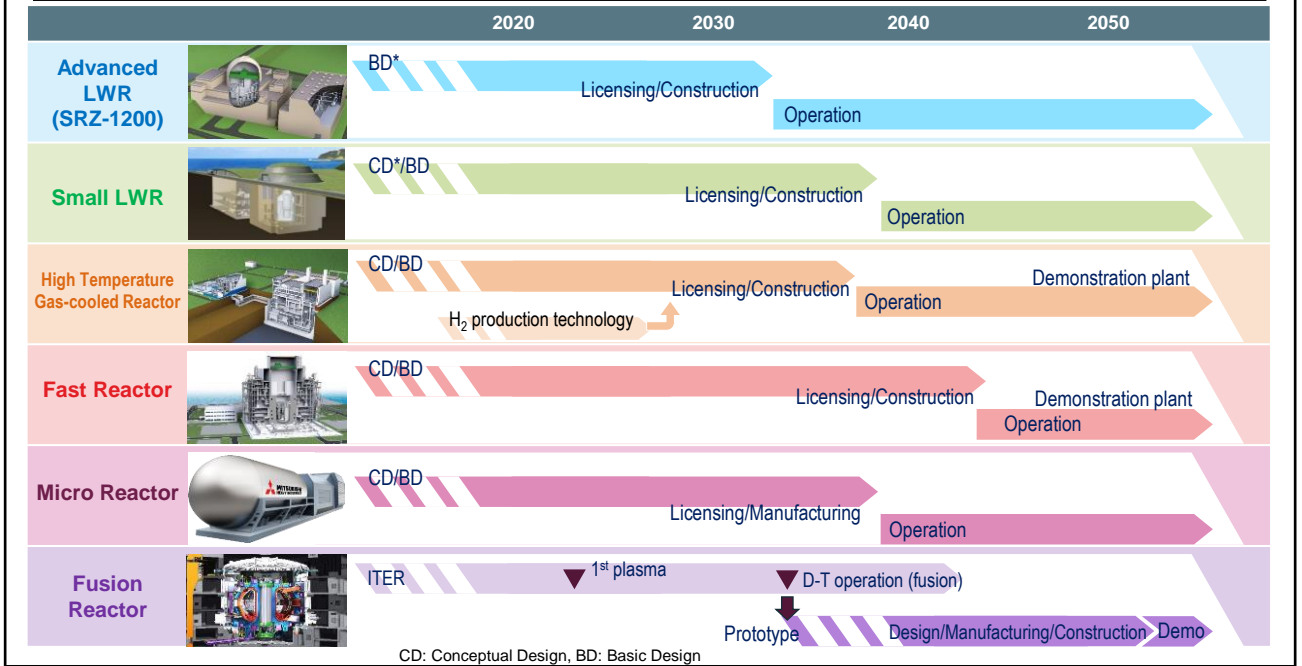 2020 2030 2040 2050
Advanced
LWR
(SRZ-1200)
BD*
Licensing/Construction
Operation
Small LWR
CD*/BD
Licensing/Construction
Operation
High Temperature
Gas-cooled Reactor
CD/BD
Licensing/Construction
H2 production technology
Demonstration plant
Operation
Fast Reactor
CD/BD
Licensing/Construction
Demonstration plant
Operation
Micro Reactor
MITSUBISHI
CD/BD
Licensing/Manufacturing
Operation
Fusion
Reactor
ITER
1st plasma
D-T operation (fusion)
Prototype
Design/Manufacturing/Construction
Demo
CD: Conceptual Design, BD: Basic Design